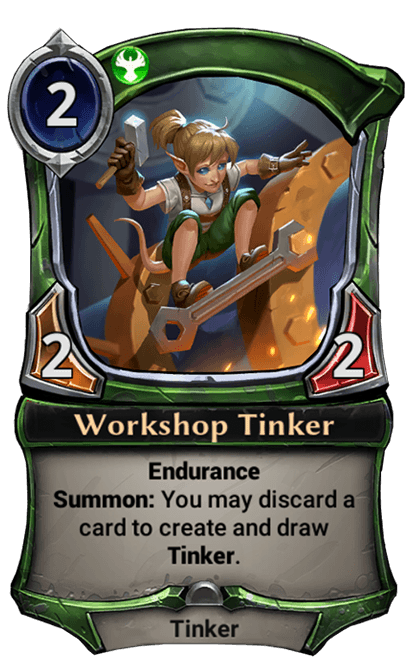 2
2
2
Workshop Tinker
Endurance
Summon: You may discard a
card to create and draw
Tinker.
Tinker